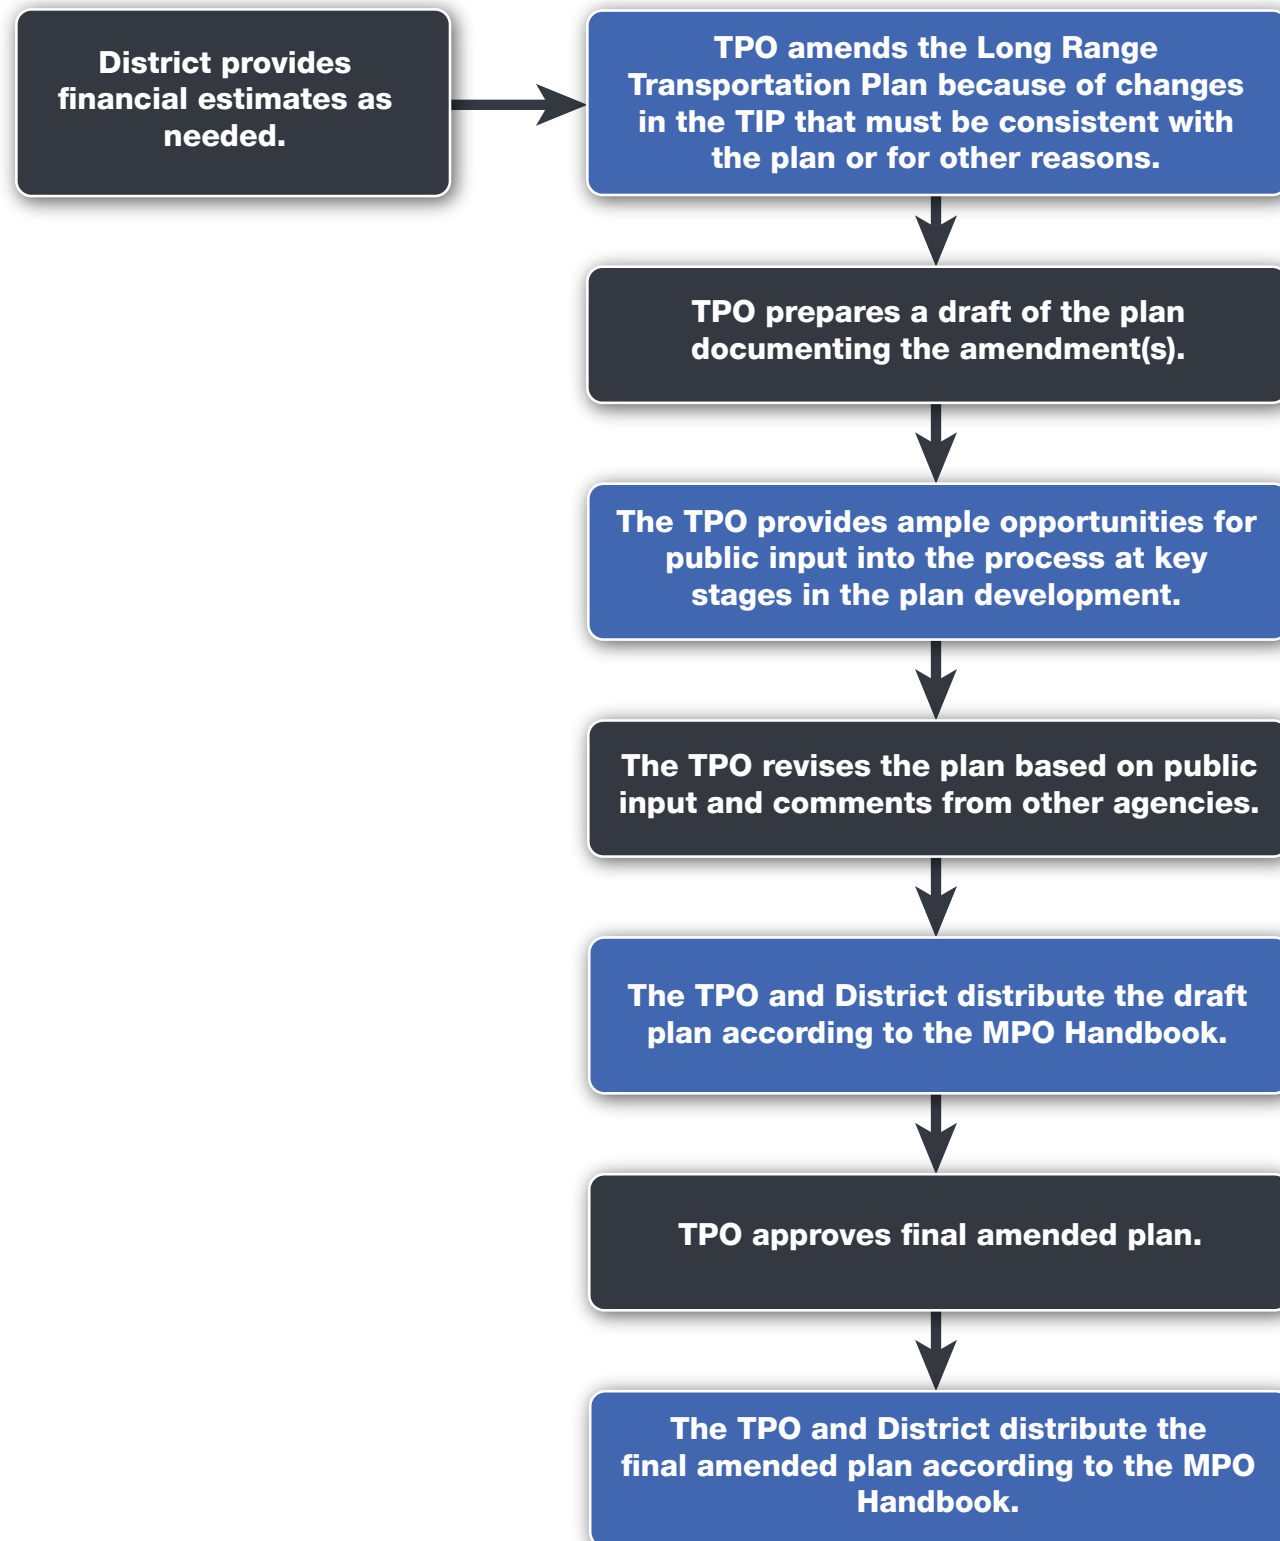 District provides
financial estimates as
needed.
TPO amends the Long Range
Transportation Plan because of changes
in the TIP that must be consistent with
the plan or for other reasons.
TPO prepares a draft of the plan
documenting the amendment(s).
The TPO provides ample opportunities for
public input into the process at key
stages in the plan development.
The TPO revises the plan based on public
input and comments from other agencies.
The TPO and District distribute the draft
plan according to the MPO Handbook.
TPO approves final amended plan.
The TPO and District distribute the
final amended plan according to the MPO
Handbook.